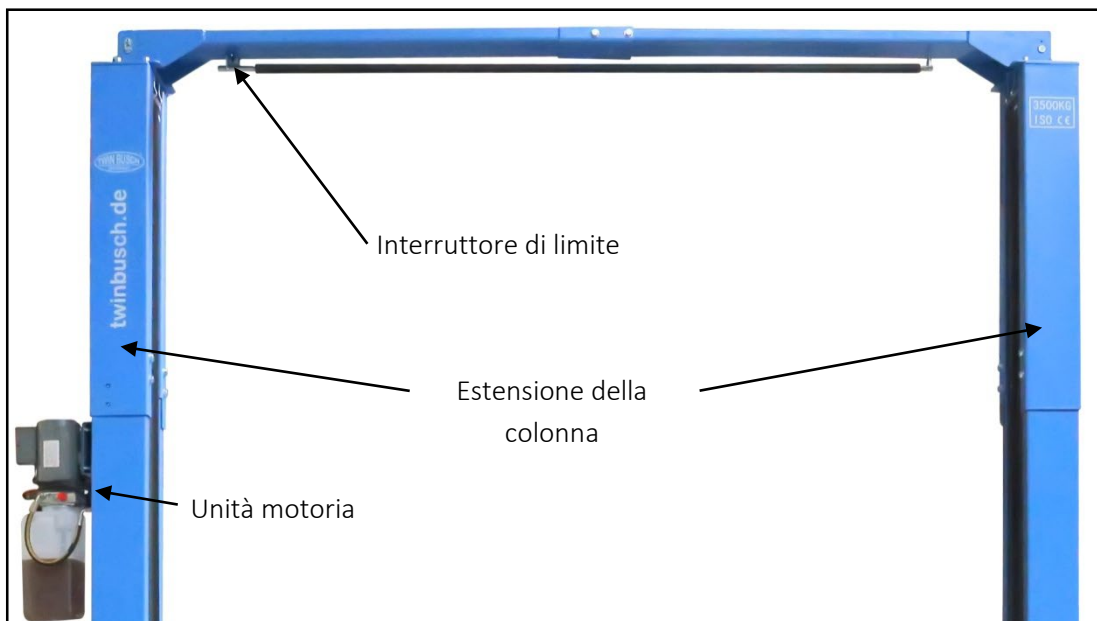 3500KG
ISO CE
TWIN BUSCH
twinbusch.de
Interruttore di limite
Estensione della
colonna
Unità motoria